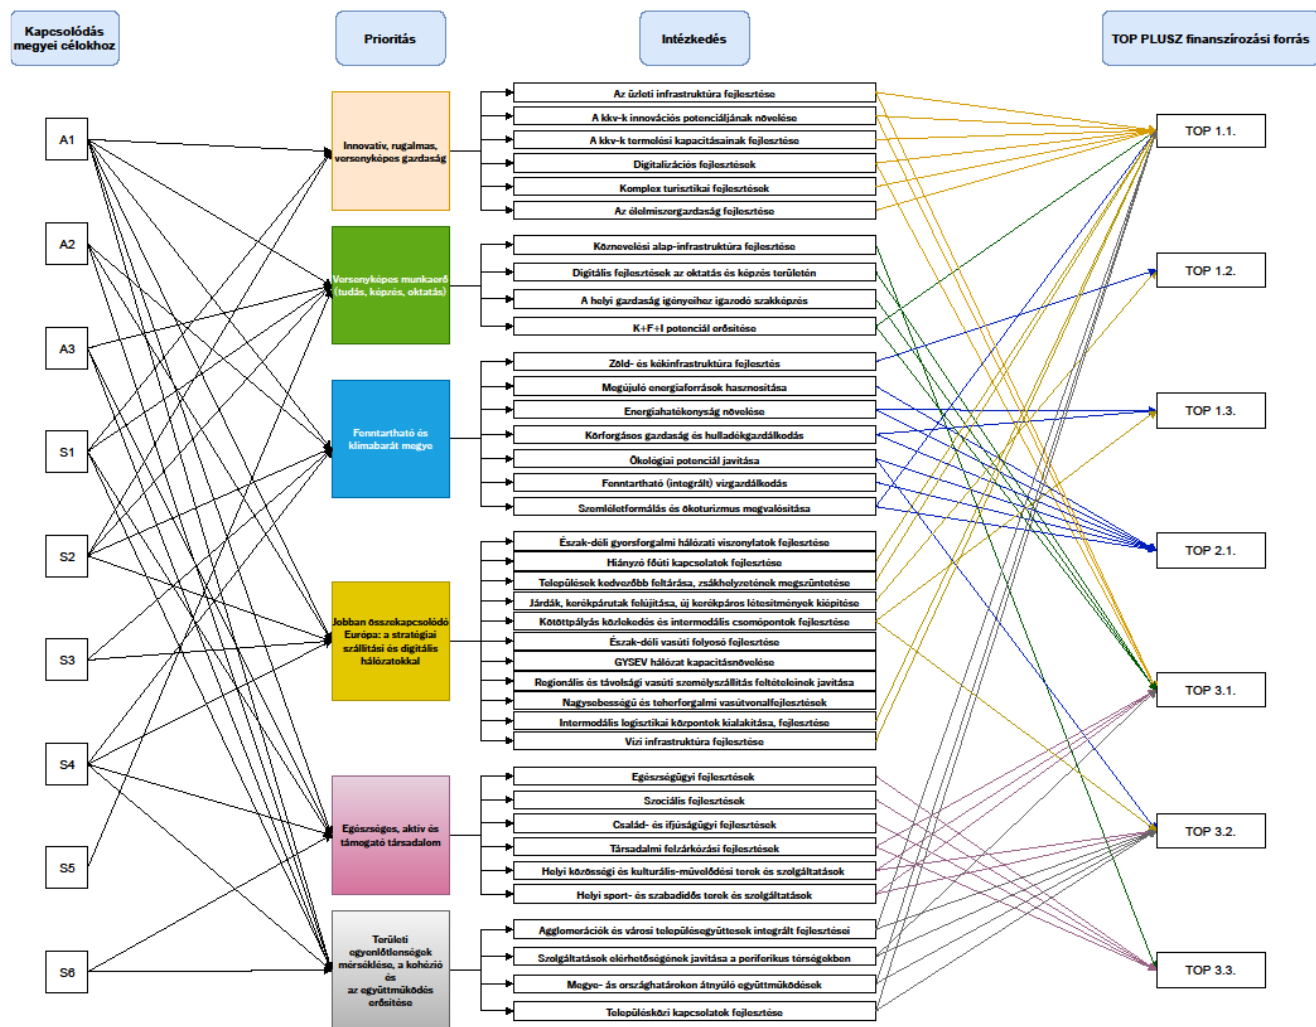 Kapcsolódás
megyei célokhoz
Prioritás
Intézkedés
TOP PLUSZ finanszírozási forrás
A1
A2
A3
S1
S2
S3
S4
S5
S6
Innovatív, rugalmas,
versenyképes gazdaság
Versenyképes munkaerő
(tudás, képzés, oktatás)
Fenntartható és
klímabarát megye
Jobban összekapcsolódó
Európa: a stratégiai
szállítási és digitális
hálózatokkal
Egészséges, aktív és
támogató társadalom
Területi
egyenlőtlenségek
mérséklése, a kohézió
és
az együttműködés
erősítése
Az üzleti infrastruktúra fejlesztése
A kkv-k innovációs potenciáljának növelése
A kkv-k termelési kapacitásainak fejlesztése
Digitalizációs fejlesztések
Komplex turisztikai fejlesztések
Az élelmiszergazdaság fejlesztése
Köznevelési alap-infrastruktúra fejlesztése
Digitális fejlesztések az oktatás és képzés területén
A helyi gazdaság igényeihez igazodó szakképzés
K+F+I potenciál erősítése
Zöld- és kékinfrastruktúra fejlesztés
Megújuló energiaforrások hasznosítása
Energiahatékonyság növelése
Körforgásos gazdaság és hulladékgazdálkodás
Ökológiai potenciál javítása
Fenntartható (integrált) vízgazdálkodás
Szemléletformálás és ökoturizmus megvalósítása
Észak-déli gyorsforgalmi hálózati viszonylatok fejlesztése
Hiányzó főúti kapcsolatok fejlesztése
Települések kedvezőbb feltárása, zsákhelyzetének megszüntetése
Járdák, kerékpárutak felújítása, új kerékpáros létesítmények kiépítése
Kötöttpályás közlekedés és intermodális csomópontok fejlesztése
Észak-déli vasúti folyosó fejlesztése
GYSEV hálózat kapacitásnövelése
Regionális és távolsági vasúti személyszállítás feltételeinek javítása
Nagysebességű és teherforgalmi vasútvonalfejlesztések
Intermodális logisztikai központok kialakítása, fejlesztése
Vízi infrastruktúra fejlesztése
Egészségügyi fejlesztések
Szociális fejlesztések
Család- és ifjúságügyi fejlesztések
Társadalmi felzárkózási fejlesztések
Helyi közösségi és kulturális-művelődési terek és szolgáltatások
Helyi sport- és szabadidős terek és szolgáltatások
Agglomerációk és városi településegyüttesek integrált fejlesztései
Szolgáltatások elérhetőségének javítása a periferikus térségekben
Megye- ás országhatárokon átnyúló együttműködések
Településközi kapcsolatok fejlesztése
TOP 1.1.
TOP 1.2.
TOP 1.3.
TOP 2.1.
TOP 3.1.
TOP 3.2.
TOP 3.3.